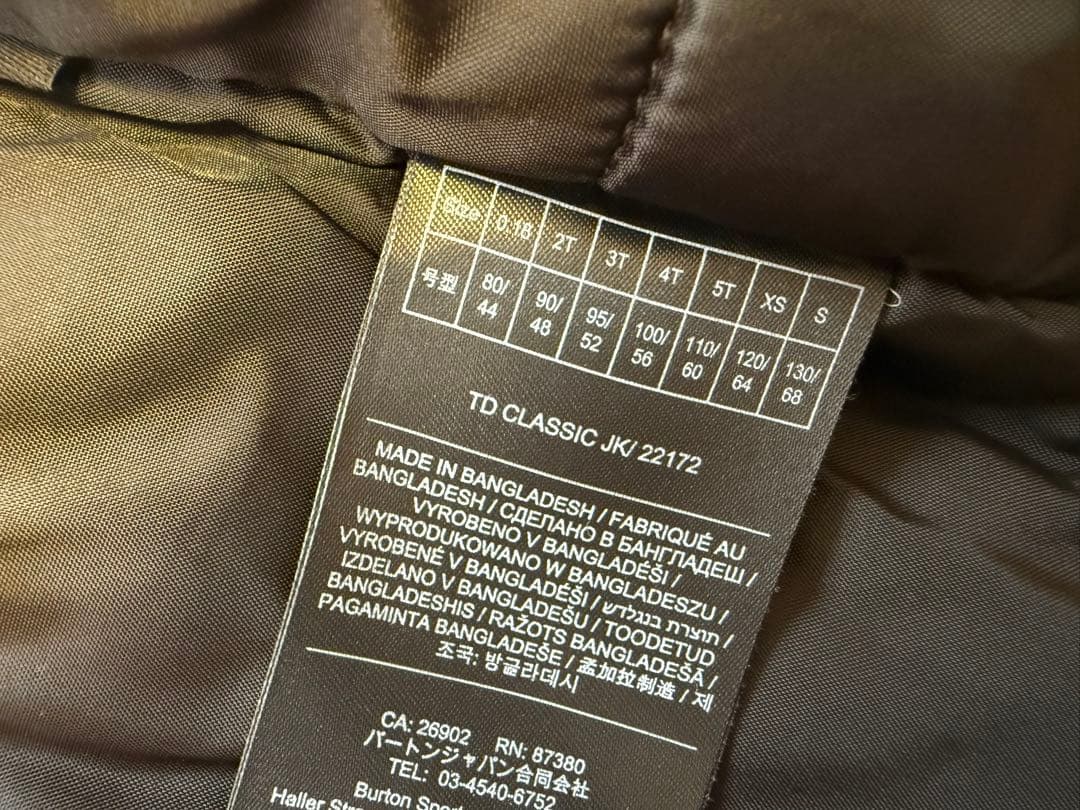 Size 0.18 2T 3T 4T 5T XS S
号型 80/44 90/48 95/52 100/56 110/60 120/64 130/68
TD CLASSIC JK/ 22172
MADE IN BANGLADESH / FABRIQUÉ AU
BANGLADESH / СДЕЛАНО В БАНГЛАДЕШ /
VYROBENO V BANGLADÉŠI /
WYPRODUKOWANO W BANGLADESZU /
VYROBENÉ V BANGLADÉŠI / תוצרת בנגלדש /
IZDELANO V BANGLADEŠU / TOODETUD
BANGLADESHIS / RAŽOTS BANGLADEŠĀ /
PAGAMINTA BANGLADEŠE / 孟加拉制造 / 제
조국: 방글라데시
CA: 26902 RN: 87380
バートンジャパン合同会社
TEL: 03-4540-6752
Burton
Haller